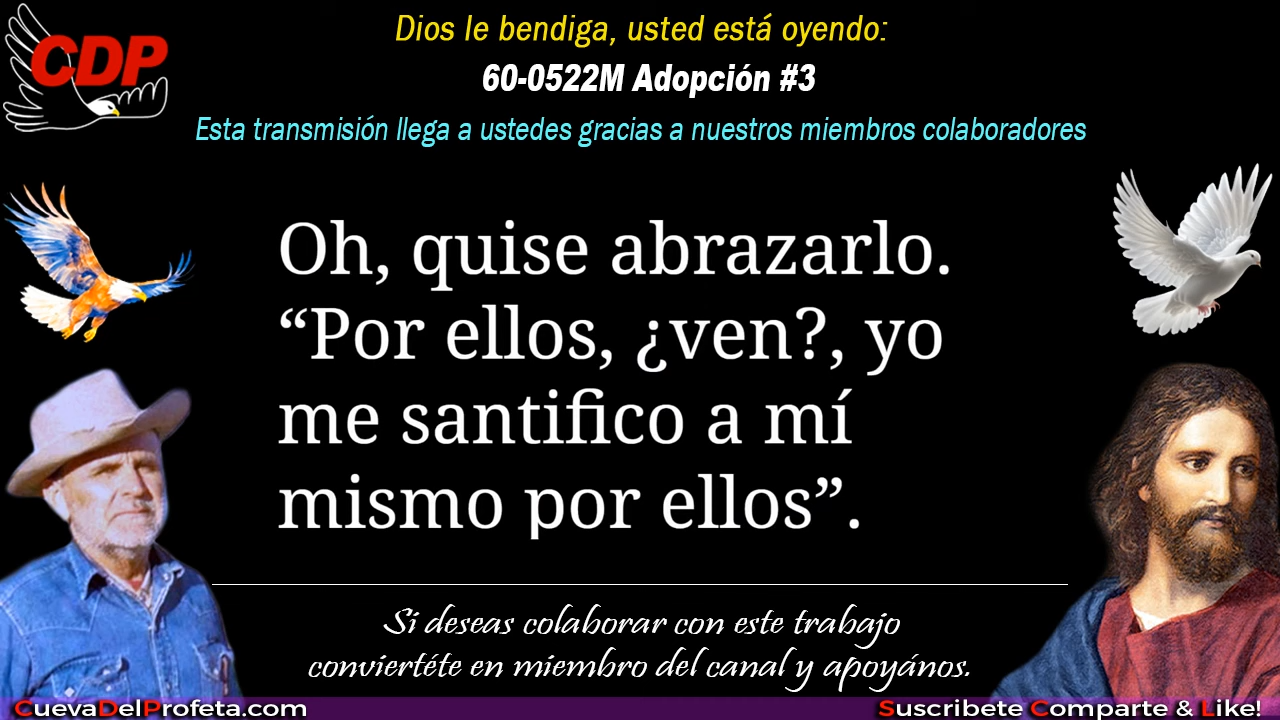 CDP
Dios le bendiga, usted está oyendo:
60-0522M Adopción #3
Esta transmisión llega a ustedes gracias a nuestros miembros colaboradores
Oh, quise abrazarlo.
“Por ellos, ¿ven?, yo
me santifico a mí
mismo por ellos”.
Si deseas colaborar con este trabajo
conviertéte en miembro del canal y apoyános.
CuevaDelProfeta.com
Suscribete Comparte & Like!